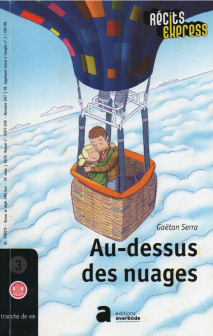 Récits
express
Gaëtan Serra
Au-dessus
des nuages
3
tranche de vie
éditions
averbode